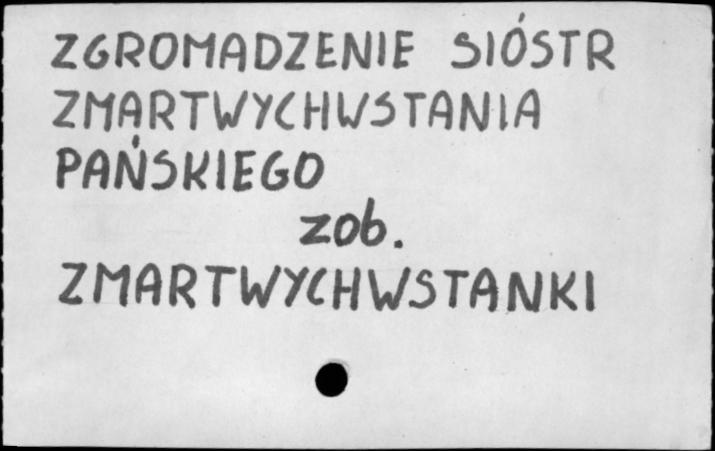 ZGROMADZENIE SIÓSTR
ZMARTWYCHWSTANIA
PAŃSKIEGO
zob.
ZMARTWYCHWSTANKI